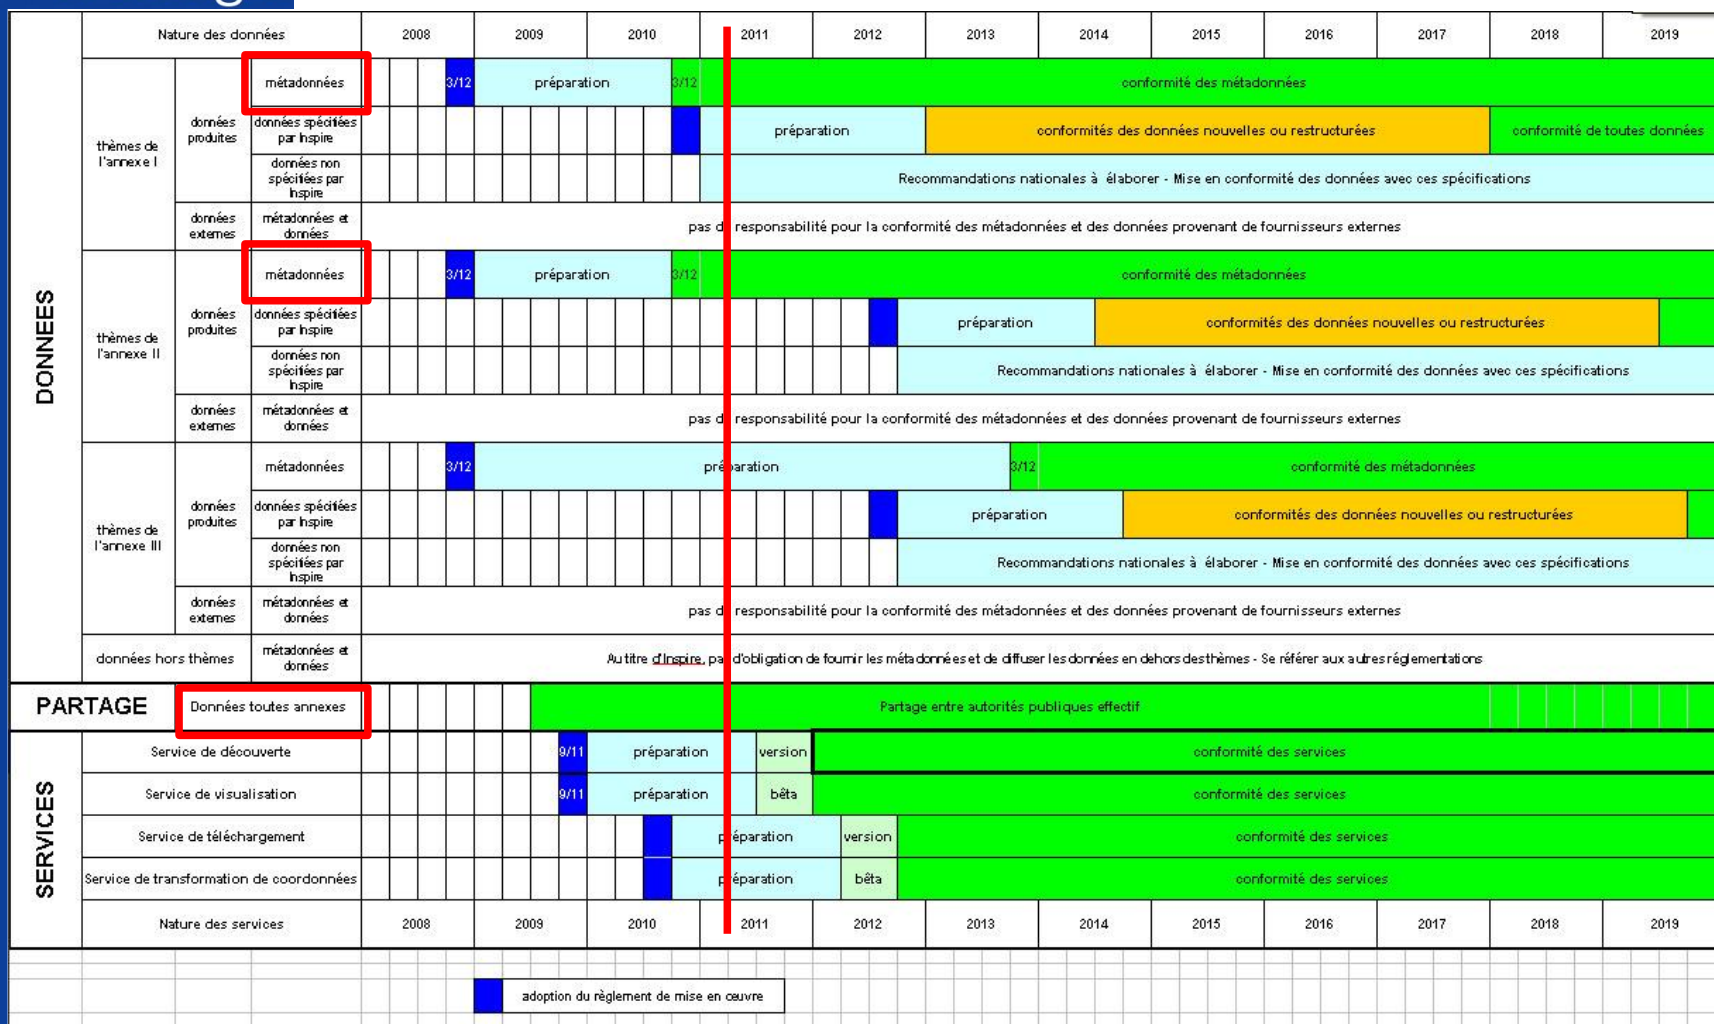 Nature des données 2008 2009 2010 2011 2012 2013 2014 2015 2016 2017 2018 2019
DONNEES
thèmes de
l'annexe I
données
produites
métadonnées
3/12 préparation 3/12 conformité des métadonnées
données spécifiées
par Inspire
préparation conformités des données nouvelles ou restructurées conformité de toutes données
données non
spécifiées par
Inspire
Recommandations nationales à élaborer - Mise en conformité des données avec ces spécifications
données
externes
métadonnées et
données
pas d responsabilité pour la conformité des métadonnées et des données provenant de fournisseurs externes
thèmes de
l'annexe II
données
produites
métadonnées
3/12 préparation 3/12 conformité des métadonnées
données spécifiées
par Inspire
préparation conformités des données nouvelles ou restructurées
données non
spécifiées par
Inspire
Recommandations nationales à élaborer - Mise en conformité des données avec ces spécifications
données
externes
métadonnées et
données
pas d responsabilité pour la conformité des métadonnées et des données provenant de fournisseurs externes
thèmes de
l'annexe III
données
produites
métadonnées
3/12 préparation 3/12 conformité des métadonnées
données spécifiées
par Inspire
préparation conformités des données nouvelles ou restructurées
données non
spécifiées par
Inspire
Recommandations nationales à élaborer - Mise en conformité des données avec ces spécifications
données
externes
métadonnées et
données
pas d responsabilité pour la conformité des métadonnées et des données provenant de fournisseurs externes
données hors thèmes
métadonnées et
données
Au titre d'Inspire, pas d'obligation de fournir les métadonnées et de diffuser les données en dehors des thèmes - Se référer aux autres réglementations
PARTAGE Données toutes annexes Partage entre autorités publiques effectif
SERVICES
Service de découverte 9/11 préparation version conformité des services
Service de visualisation 9/11 préparation bêta conformité des services
Service de téléchargement préparation version conformité des services
Service de transformation de coordonnées préparation bêta conformité des services
Nature des services 2008 2009 2010 2011 2012 2013 2014 2015 2016 2017 2018 2019
adoption du règlement de mise en œuvre